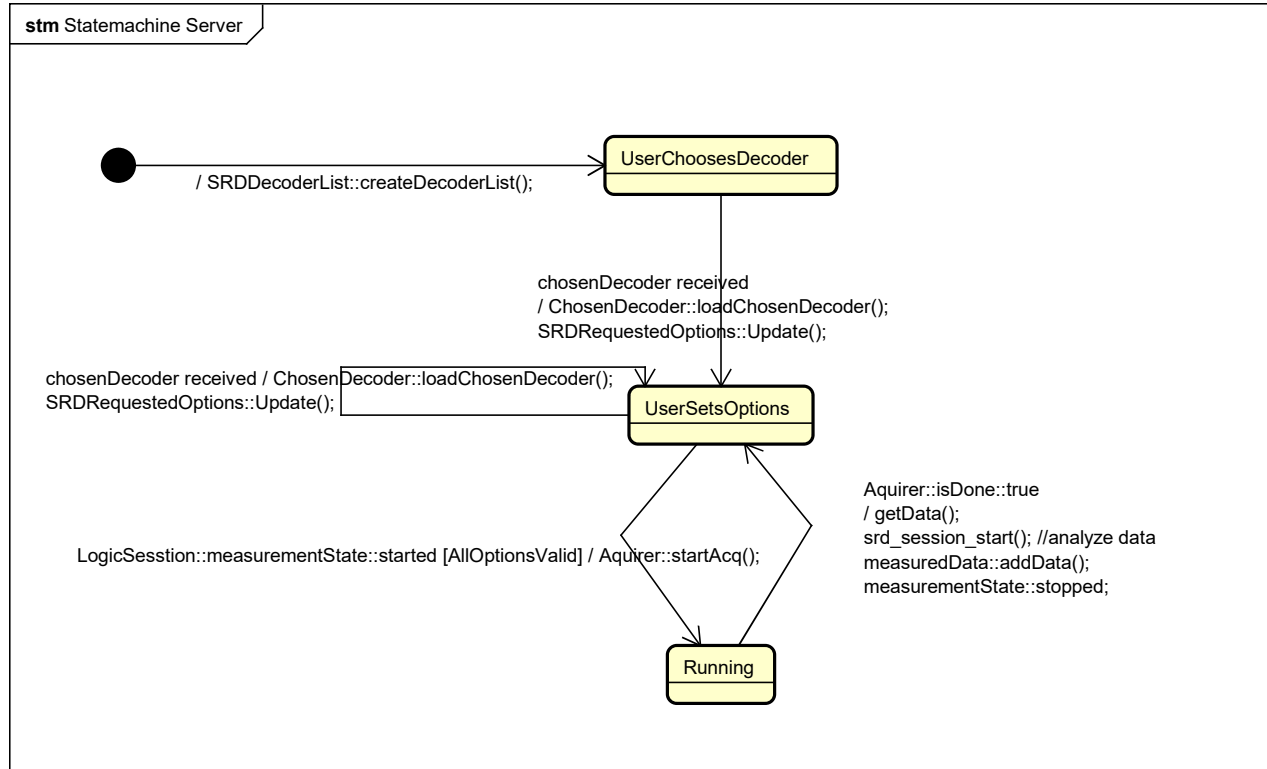 stm Statemachine Server
UserChoosesDecoder
/ SRDDecoderList::createDecoderList();
chosenDecoder received
/ ChosenDecoder::loadChosenDecoder();
SRDRequestedOptions::Update();
chosenDecoder received / ChosenDecoder::loadChosenDecoder();
SRDRequestedOptions::Update();
UserSetsOptions
Aquirer::isDone::true
/ getData();
srd_session_start(); //analyze data
measuredData::addData();
measurementState::stopped;
LogicSesstion::measurementState::started [AllOptionsValid] / Aquirer::startAcq();
Running